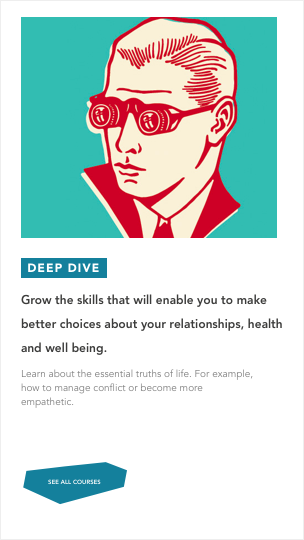 DEEP DIVE
Grow the skills that will enable you to make
better choices about your relationships, health
and well being.
Learn about the essential truths of life. For example,
how to manage conflict or become more
empathetic.
SEE ALL COURSES